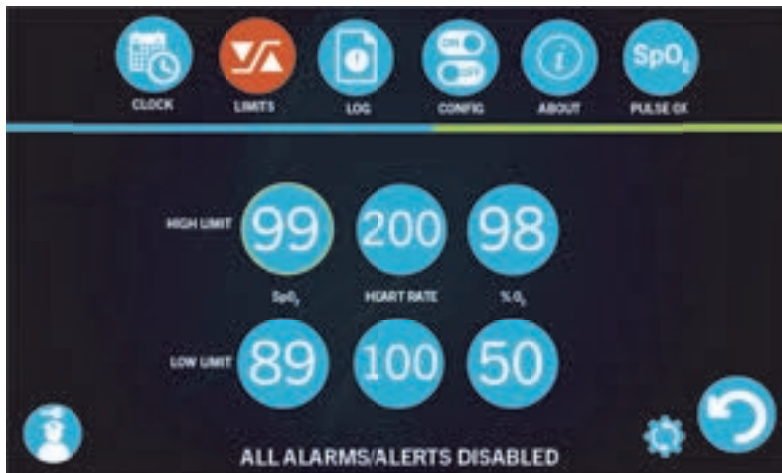 ON
OFF
i
SpO₂
CLOCK
LIMITS
LOG
CONFIG
ABOUT
PULSE OX
HIGH LIMIT
99
200
98
SpO₂
HEART RATE
% O₂
LOW LIMIT
89
100
50
ALL ALARMS/ALERTS DISABLED